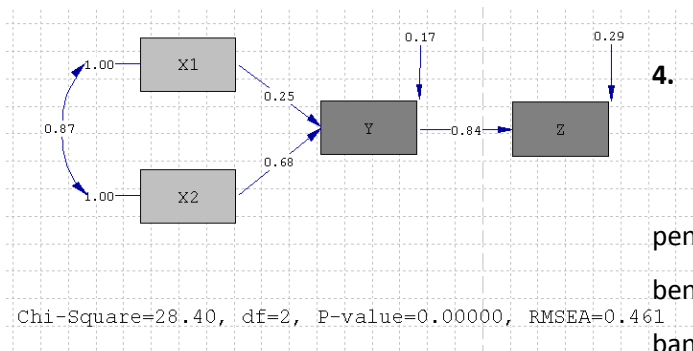 0.17
0.29
4.
1.00
X1
0.25
0.87
Y
0.84
Z
0.68
1.00
X2
pen
ben
Chi-Square=28.40, df=2, P-value=0.00000, RMSEA=0.461
ban